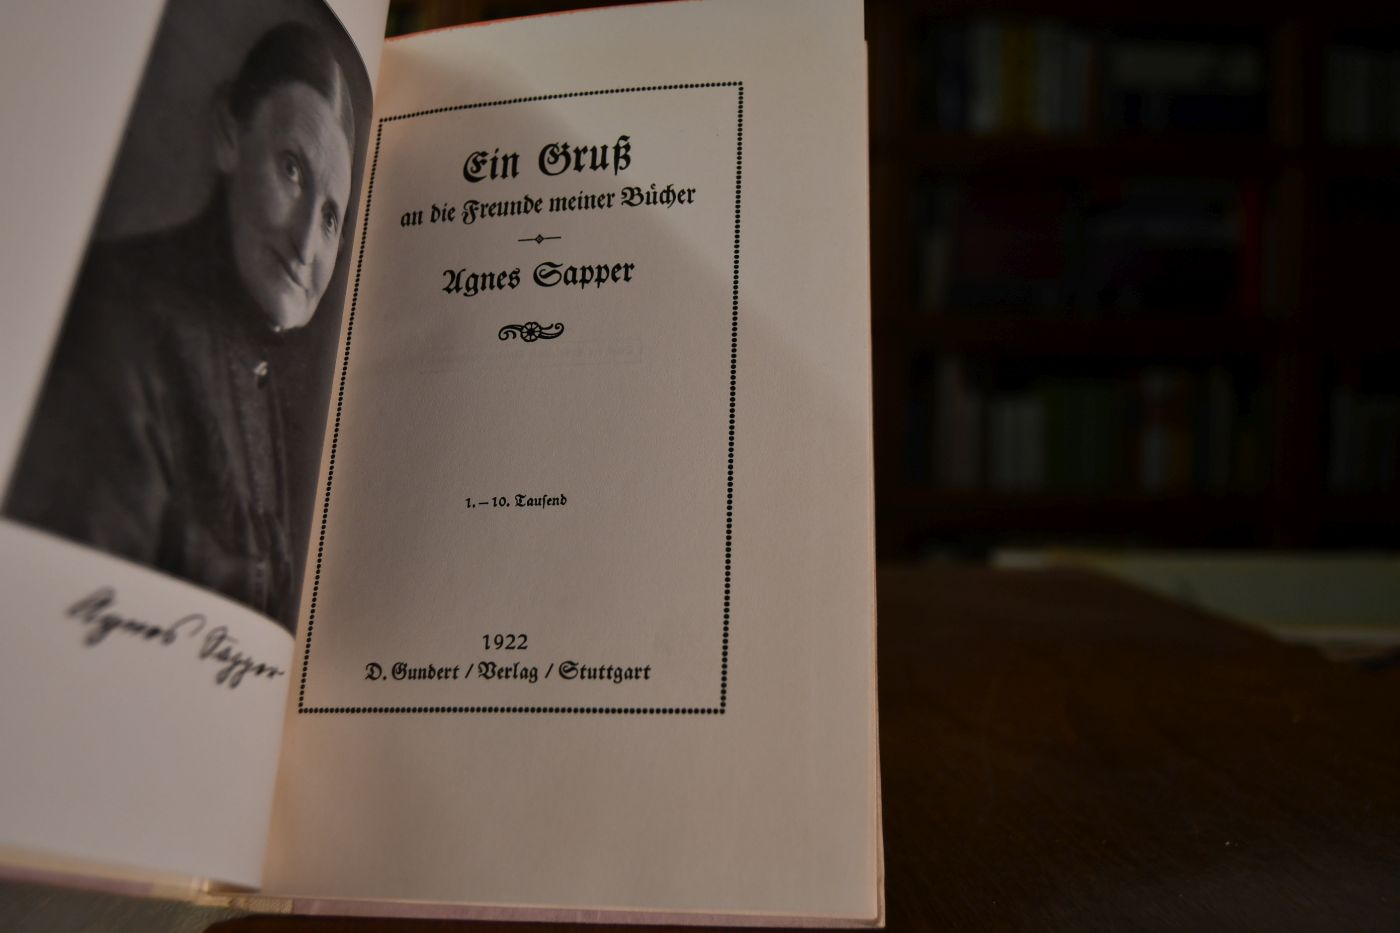 Agnes Sapper
Ein Gruß
an die Freunde meiner Bücher
Agnes Sapper
1.–10. Tausend
1922
D. Gundert / Verlag / Stuttgart